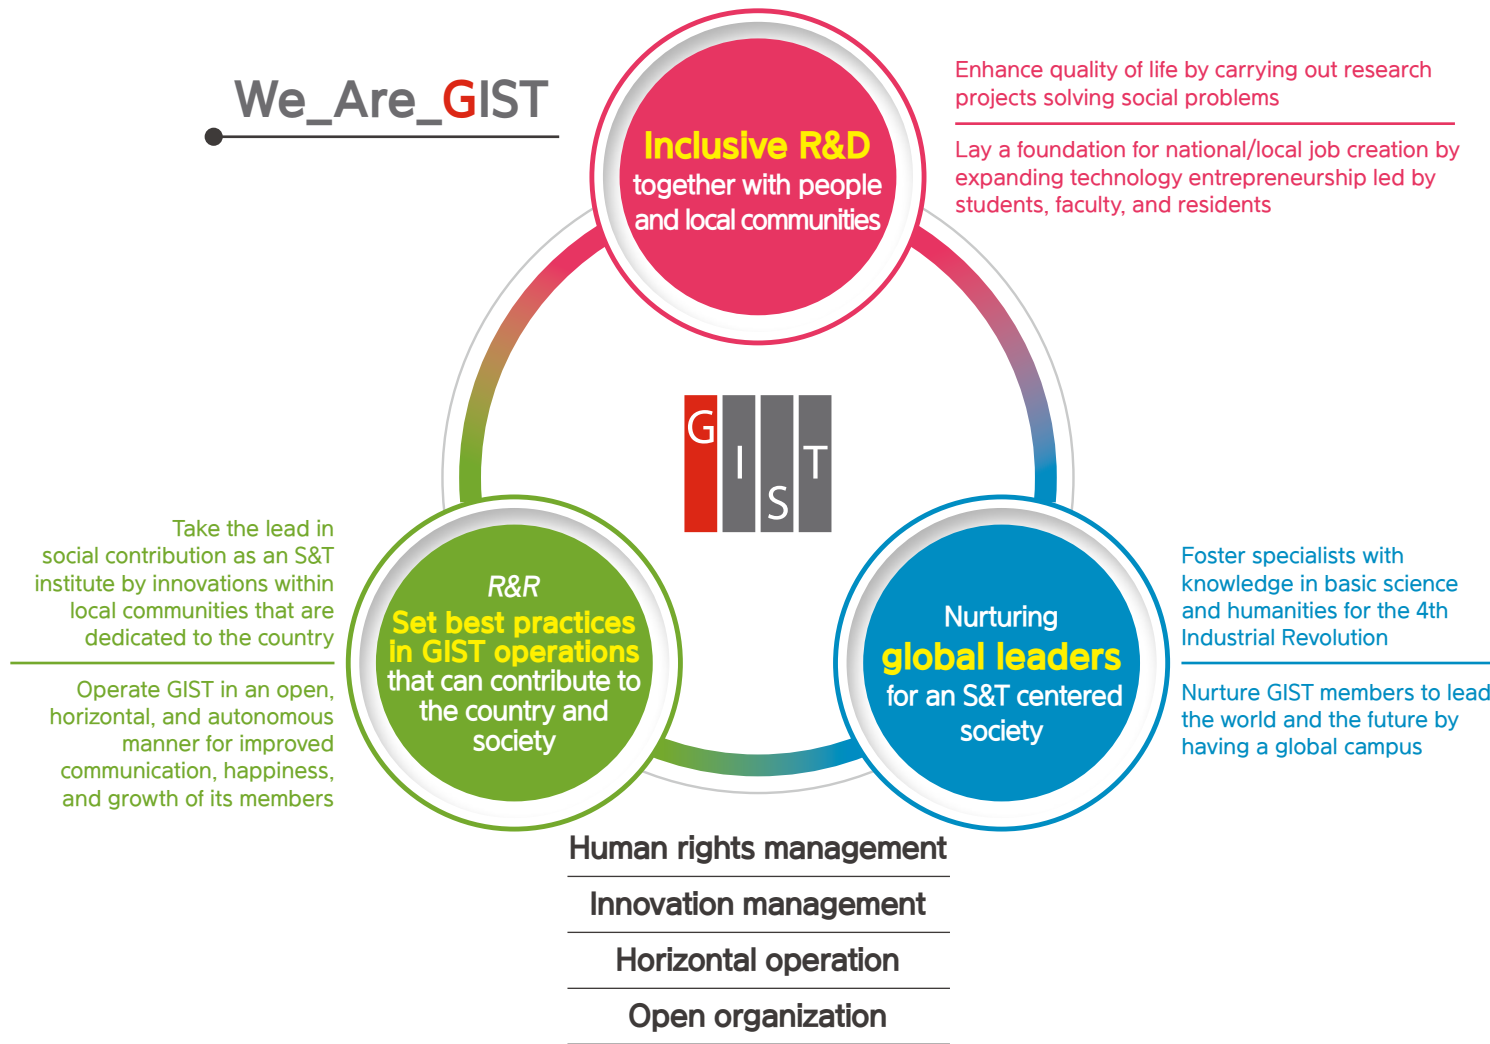 We_Are_GIST
Inclusive R&D
together with people
and local communities
Enhance quality of life by carrying out research
projects solving social problems
Lay a foundation for national/local job creation by
expanding technology entrepreneurship led by
students, faculty, and residents
G
I
S
T
Take the lead in
social contribution as an S&T
institute by innovations within
local communities that are
dedicated to the country
Operate GIST in an open,
horizontal, and autonomous
manner for improved
communication, happiness,
and growth of its members
R&R
Set best practices
in GIST operations
that can contribute to
the country and
society
Nurturing
global leaders
for an S&T centered
society
Foster specialists with
knowledge in basic science
and humanities for the 4th
Industrial Revolution
Nurture GIST members to lead
the world and the future by
having a global campus
Human rights management
Innovation management
Horizontal operation
Open organization